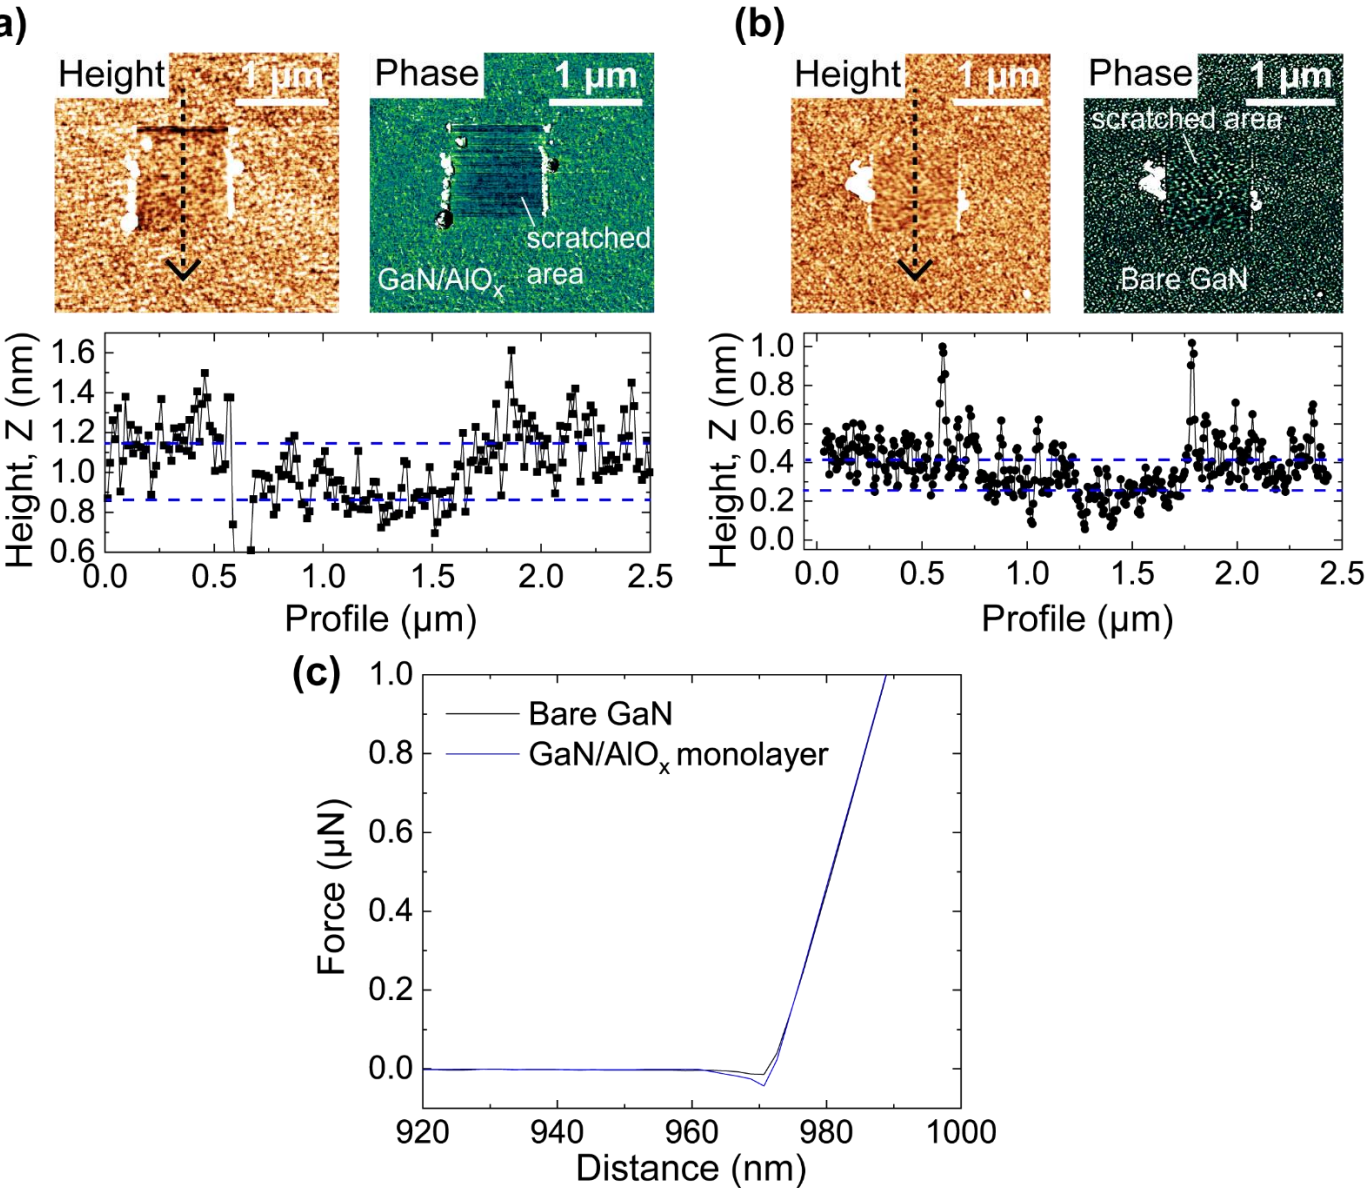 a)
(b)
Height
1 µm
Phase
1 µm
Height
1 µm
Phase
1 µm
scratched area
scratched
area
GaN/AlOx
Bare GaN
Height, Z (nm)
1.6
1.4
1.2
1.0
0.8
0.6
0.0 0.5 1.0 1.5 2.0 2.5
Profile (µm)
Height, Z (nm)
1.0
0.8
0.6
0.4
0.2
0.0
0.0 0.5 1.0 1.5 2.0 2.5
Profile (µm)
(c)
Force (µN)
1.0
0.8
0.6
0.4
0.2
0.0
Bare GaN
GaN/AlOx monolayer
920 940 960 980 1000
Distance (nm)